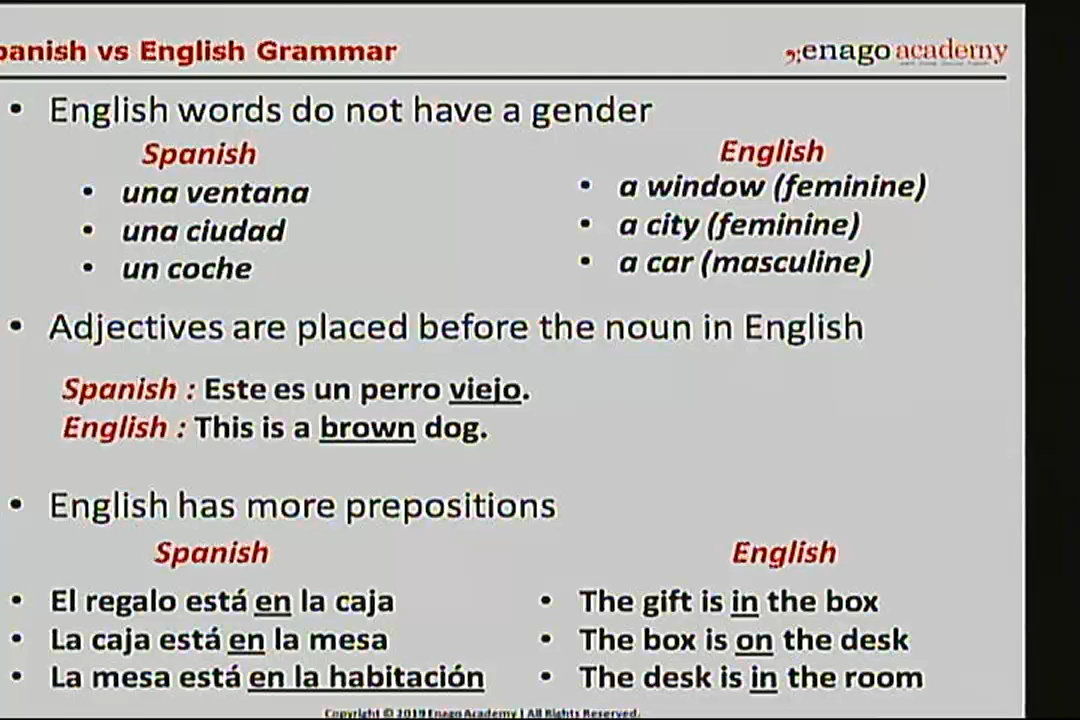 panish vs English Grammar
enago academy
• English words do not have a gender
Spanish
English
• una ventana
• a window (feminine)
• una ciudad
• a city (feminine)
• un coche
• a car (masculine)
• Adjectives are placed before the noun in English
Spanish : Este es un perro viejo.
English : This is a brown dog.
• English has more prepositions
Spanish
English
• El regalo está en la caja
• The gift is in the box
• La caja está en la mesa
• The box is on the desk
• La mesa está en la habitación
• The desk is in the room
Copyright © 2019 Enago Academy | All Rights Reserved.